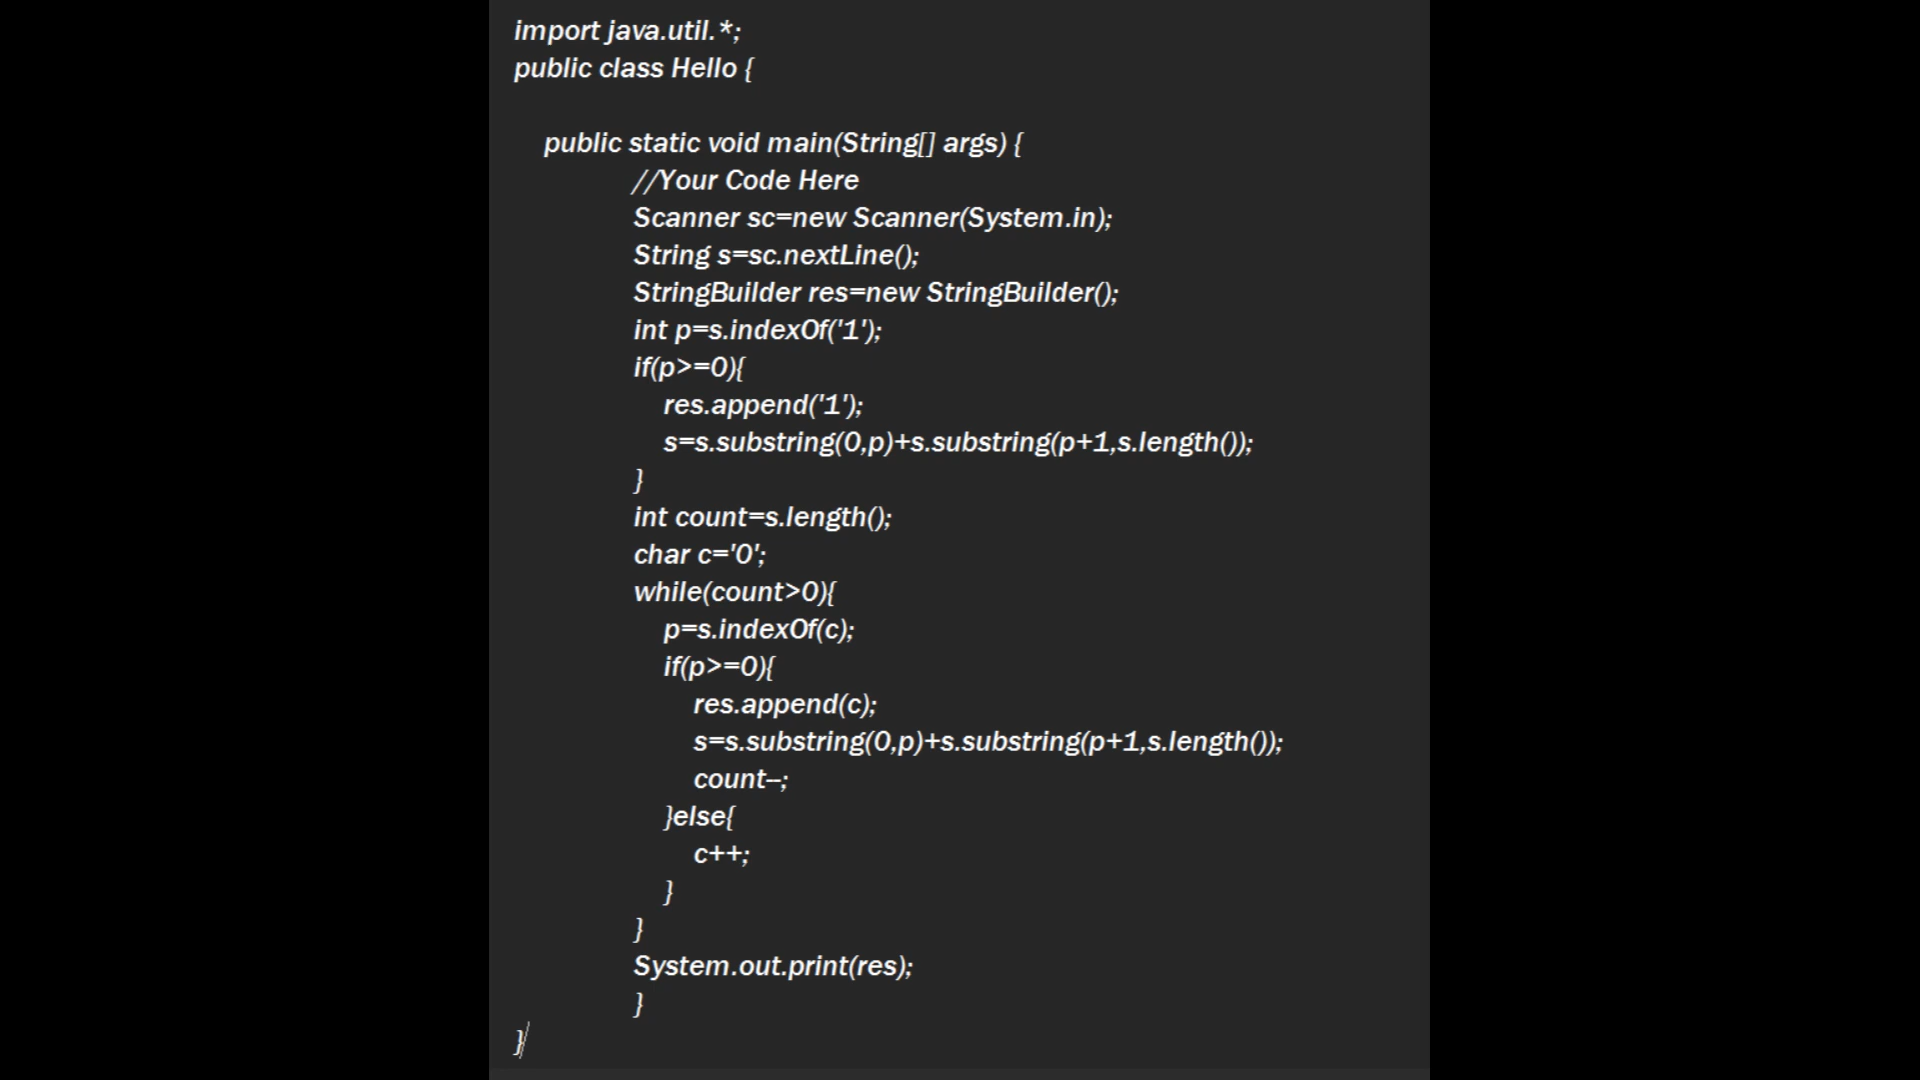 import java.util.*;
public class Hello {
public static void main(String[] args) {
//Your Code Here
Scanner sc=new Scanner(System.in);
String s=sc.nextLine();
StringBuilder res=new StringBuilder();
int p=s.indexOf('1');
if(p>=0){
res.append('1');
s=s.substring(0,p)+s.substring(p+1,s.length());
}
int count=s.length();
char c='0';
while(count>0){
p=s.indexOf(c);
if(p>=0){
res.append(c);
s=s.substring(0,p)+s.substring(p+1,s.length());
count--;
}else{
c++;
}
}
System.out.print(res);
}
}